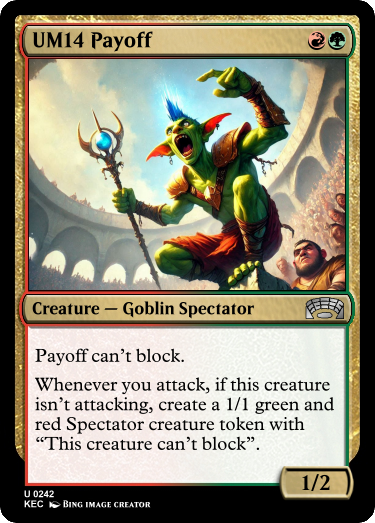 UM14 Payoff
Creature — Goblin Spectator
Payoff can't block.
Whenever you attack, if this creature
isn't attacking, create a 1/1 green and
red Spectator creature token with
“This creature can't block”.
1/2
U 0242
KEC Bing image creator